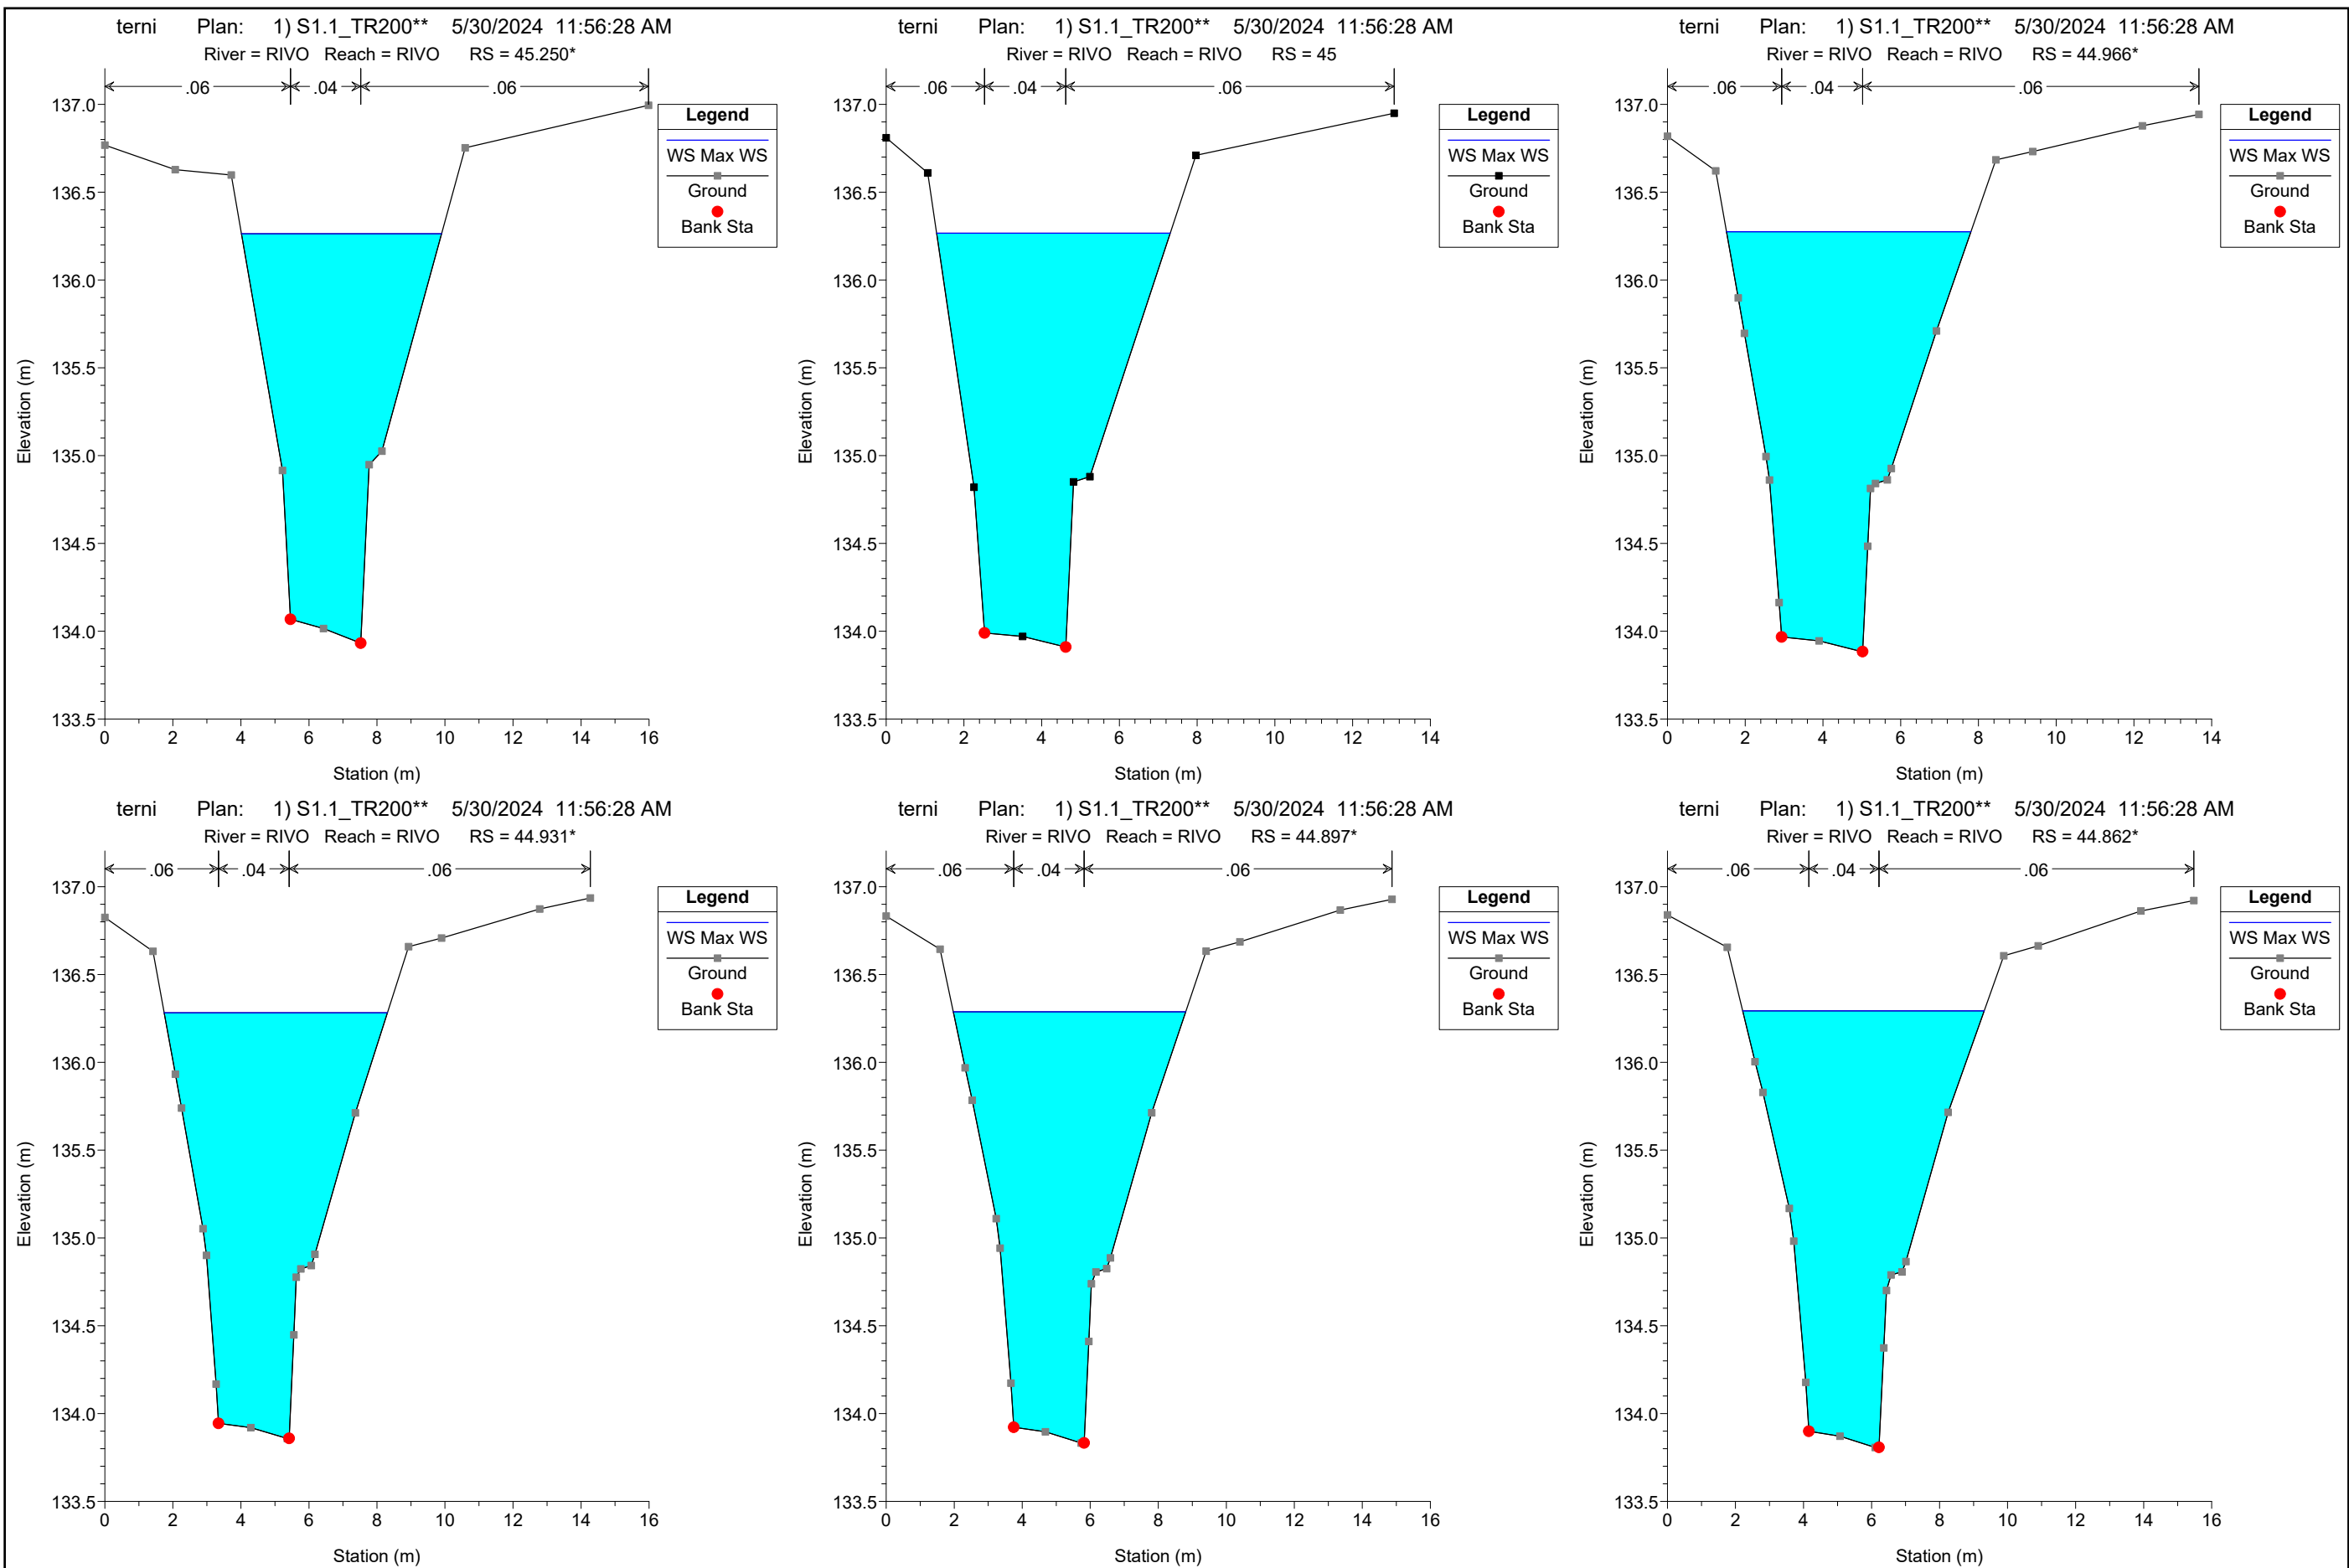 terni Plan: 1) S1.1_TR200** 5/30/2024 11:56:28 AM
River = RIVO Reach = RIVO RS = 45.250*
.06 .04 .06
Legend
WS Max WS
Ground
Bank Sta
137.0
136.5
136.0
135.5
135.0
134.5
134.0
133.5
Elevation (m)
0 2 4 6 8 10 12 14 16
Station (m)
terni Plan: 1) S1.1_TR200** 5/30/2024 11:56:28 AM
River = RIVO Reach = RIVO RS = 45
.06 .04 .06
Legend
WS Max WS
Ground
Bank Sta
137.0
136.5
136.0
135.5
135.0
134.5
134.0
133.5
Elevation (m)
0 2 4 6 8 10 12 14
Station (m)
terni Plan: 1) S1.1_TR200** 5/30/2024 11:56:28 AM
River = RIVO Reach = RIVO RS = 44.966*
.06 .04 .06
Legend
WS Max WS
Ground
Bank Sta
137.0
136.5
136.0
135.5
135.0
134.5
134.0
133.5
Elevation (m)
0 2 4 6 8 10 12 14
Station (m)
terni Plan: 1) S1.1_TR200** 5/30/2024 11:56:28 AM
River = RIVO Reach = RIVO RS = 44.931*
.06 .04 .06
Legend
WS Max WS
Ground
Bank Sta
137.0
136.5
136.0
135.5
135.0
134.5
134.0
133.5
Elevation (m)
0 2 4 6 8 10 12 14 16
Station (m)
terni Plan: 1) S1.1_TR200** 5/30/2024 11:56:28 AM
River = RIVO Reach = RIVO RS = 44.897*
.06 .04 .06
Legend
WS Max WS
Ground
Bank Sta
137.0
136.5
136.0
135.5
135.0
134.5
134.0
133.5
Elevation (m)
0 2 4 6 8 10 12 14 16
Station (m)
terni Plan: 1) S1.1_TR200** 5/30/2024 11:56:28 AM
River = RIVO Reach = RIVO RS = 44.862*
.06 .04 .06
Legend
WS Max WS
Ground
Bank Sta
137.0
136.5
136.0
135.5
135.0
134.5
134.0
133.5
Elevation (m)
0 2 4 6 8 10 12 14 16
Station (m)